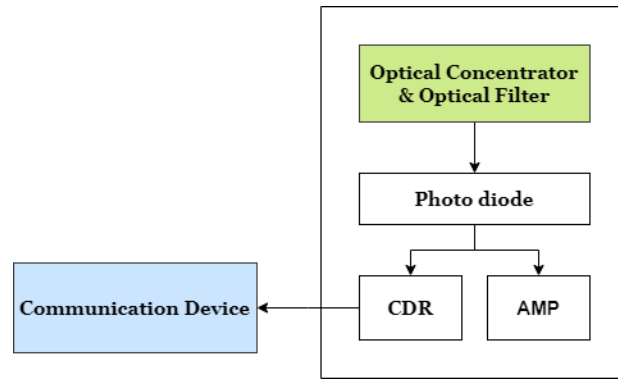 Optical Concentrator
& Optical Filter
Photo diode
Communication Device
CDR
AMP